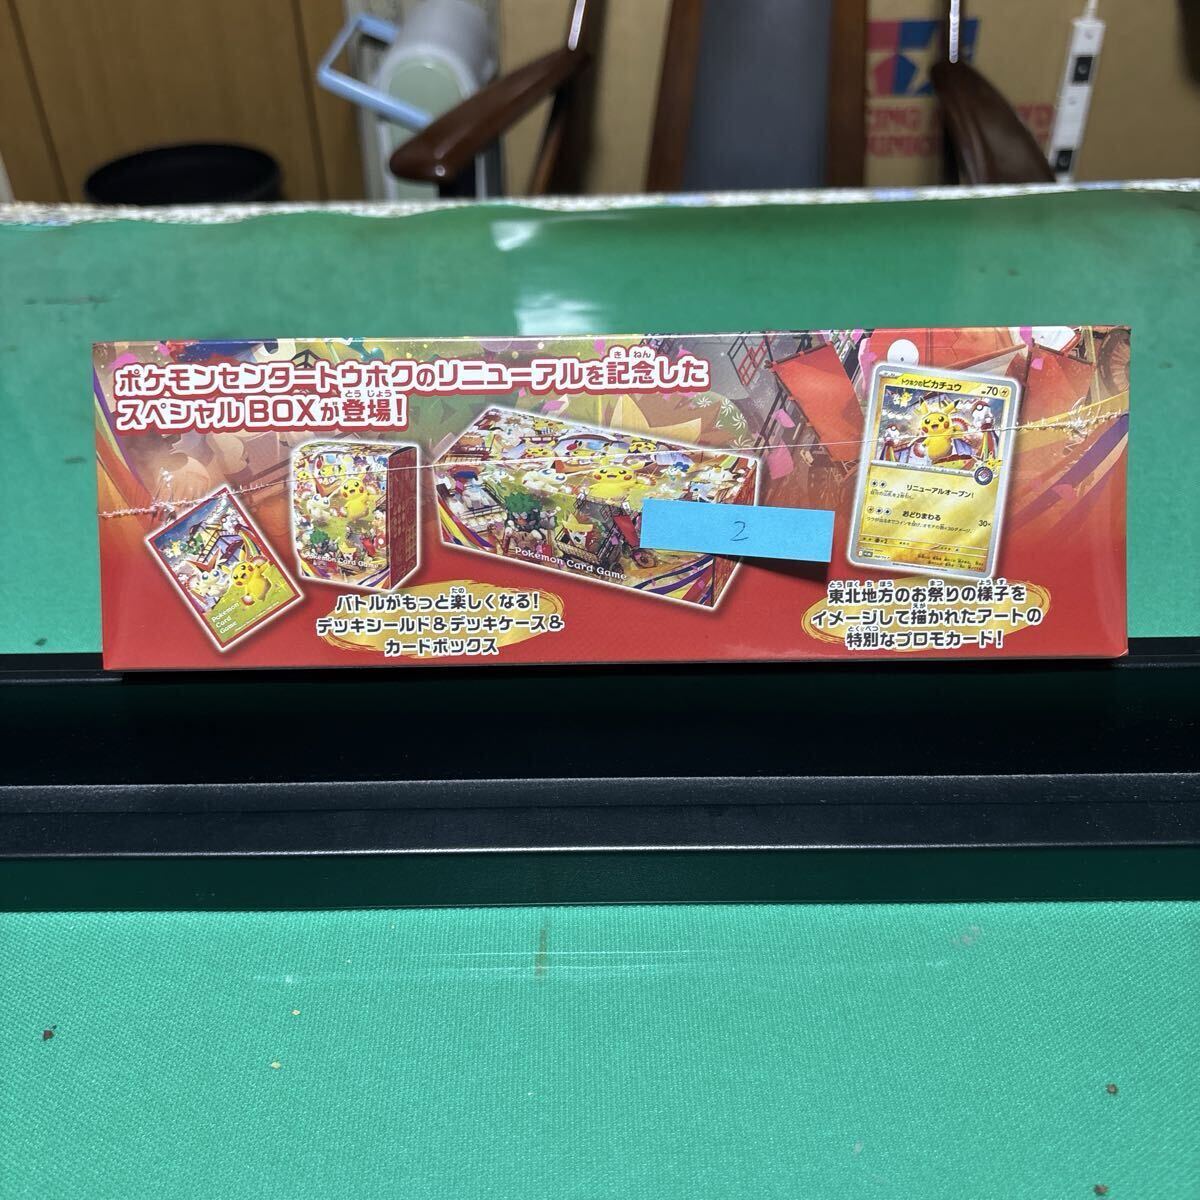 ポケモンセンタートウホクのリニューアルを記念した
スペシャルBOXが登場！
Pokémon
Card
Game
Pokémon Card Game
Pokémon Card Game
2
バトルがもっと楽しくなる！
デッキシールド&デッキケース&
カードボックス
トウホクのピカチュウ
70
リニューアルオープン！
おどりまわる
30×
東北地方のお祭りの様子を
イメージして描かれたアートの
特別なプロモカード！